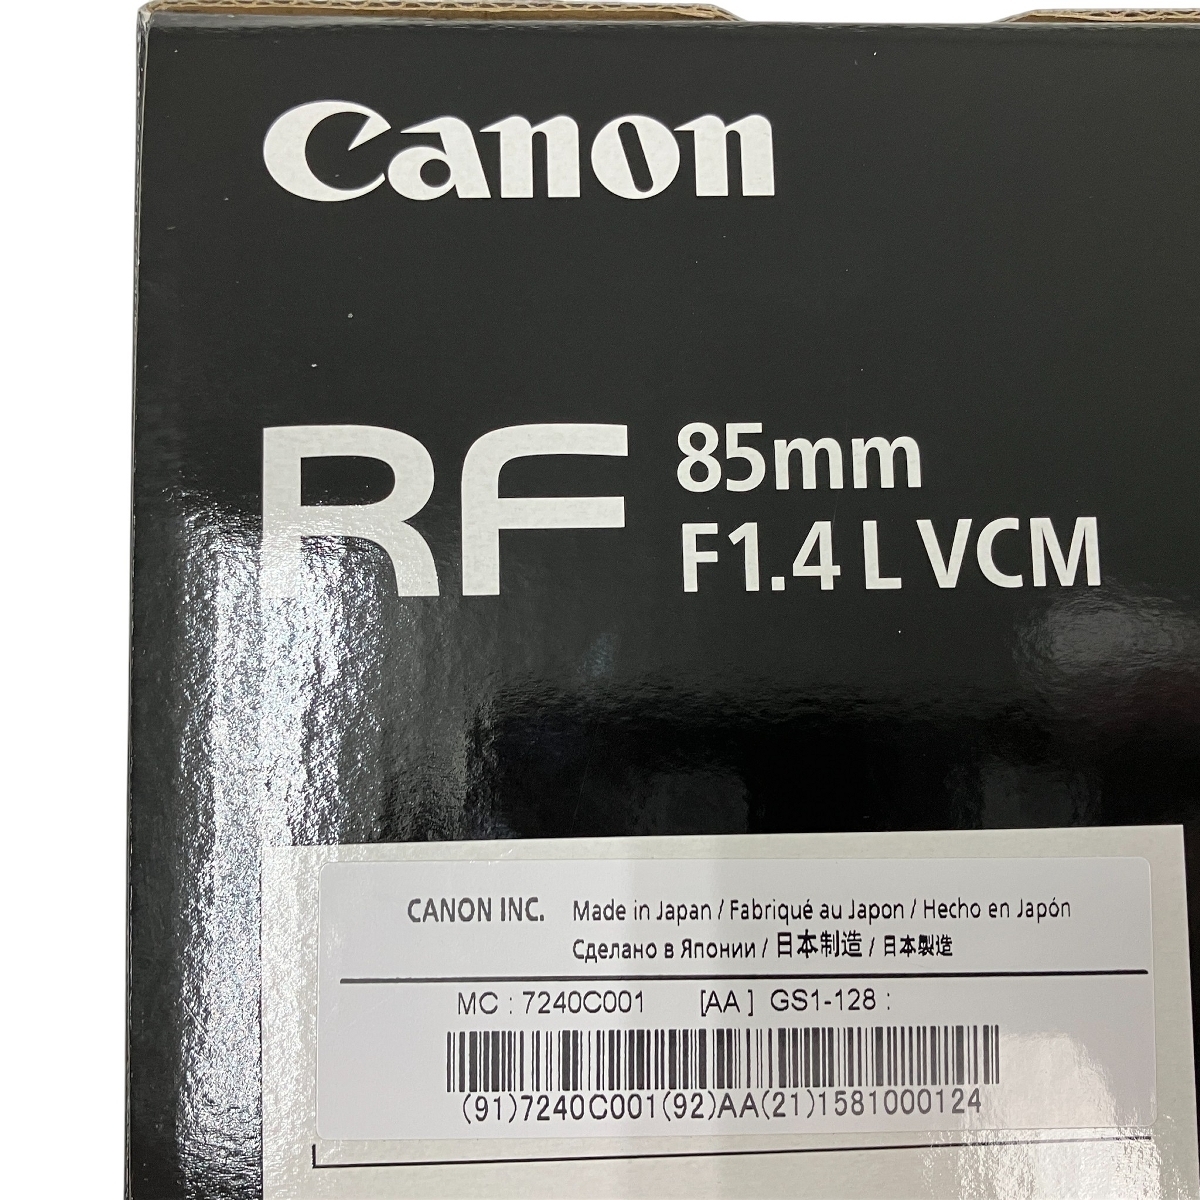 Canon
RF
85mm
F1.4 L VCM
CANON INC. Made in Japan / Fabriqué au Japon / Hecho en Japón
Сделано в Японии / 日本制造 / 日本製造
MC : 7240C001 [AA] GS1-128 :
(91)7240C001(92)AA(21)1581000124